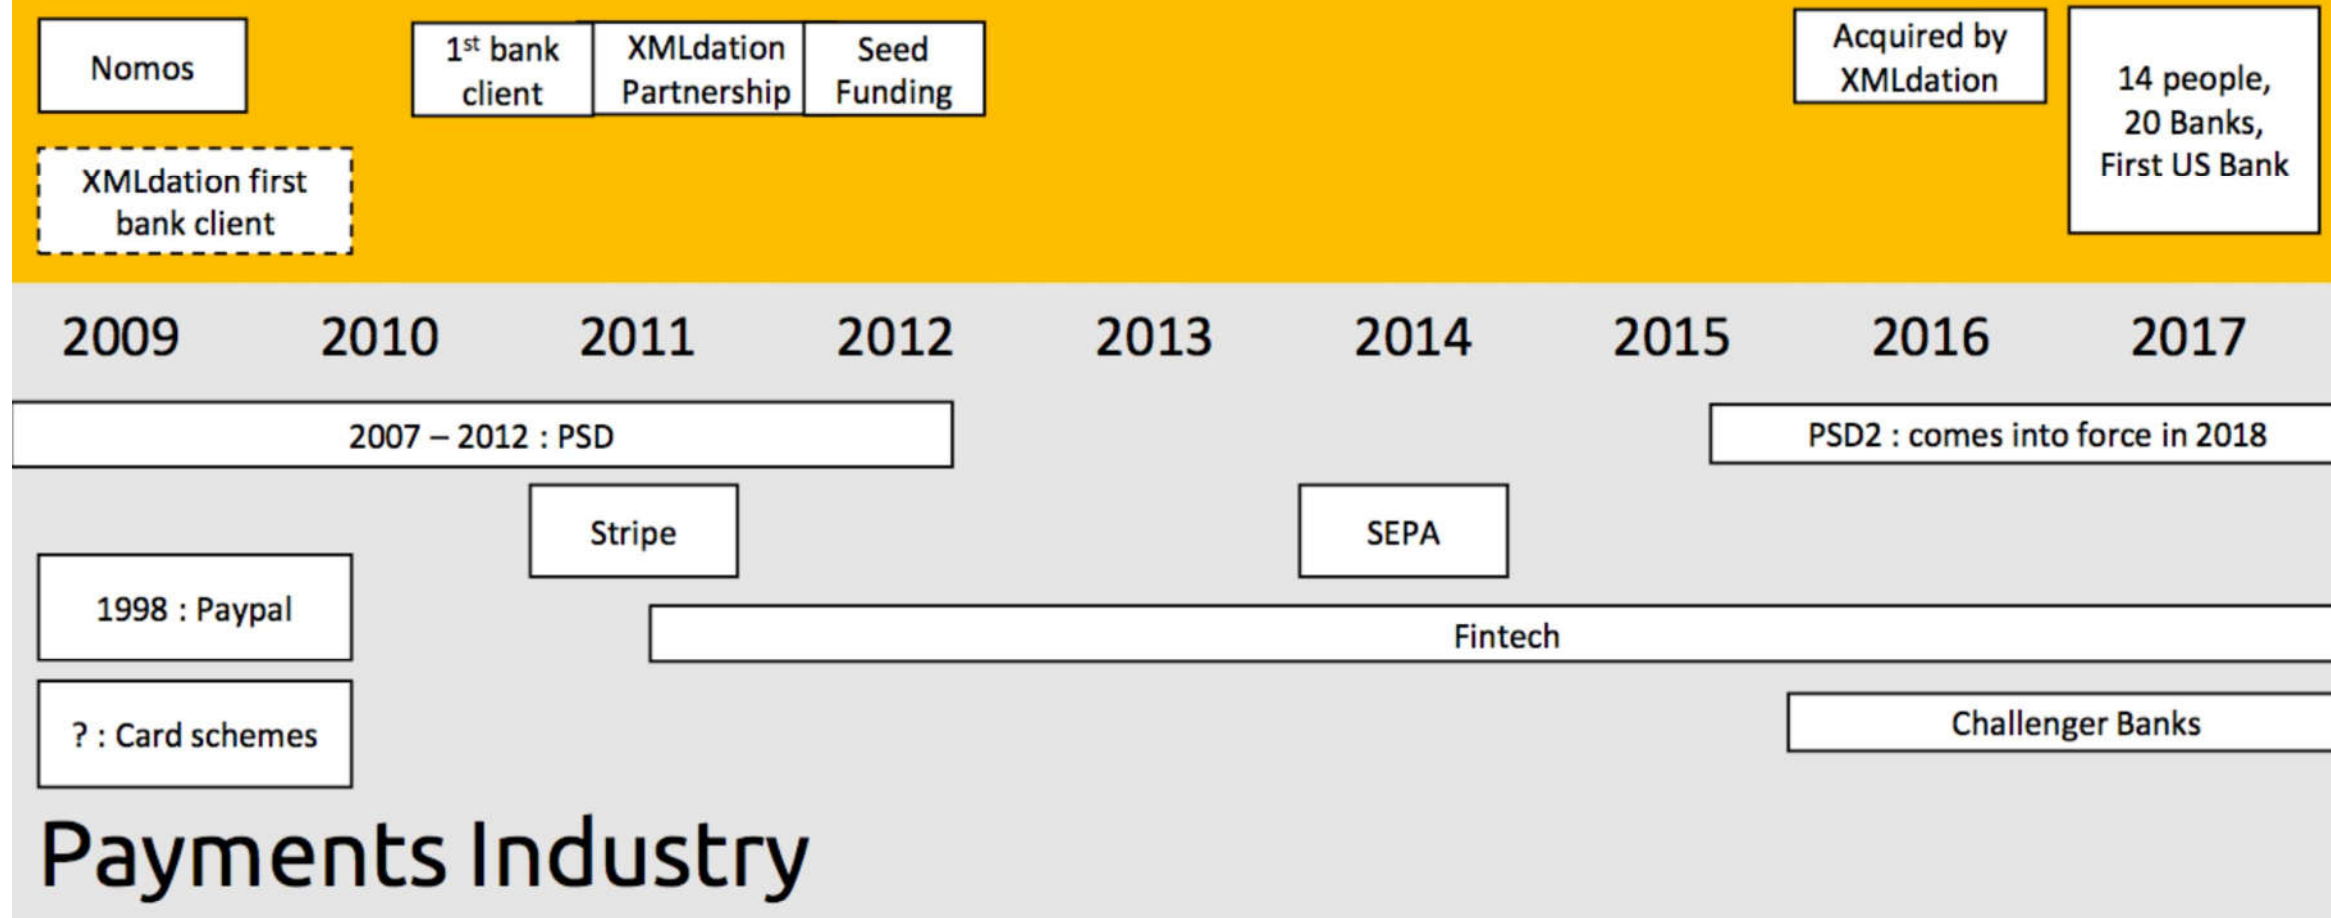 Nomos
1st bank
client
XMLdation
Partnership
Seed
Funding
Acquired by
XMLdation
14 people,
20 Banks,
First US Bank
XMLdation first
bank client
2009 2010 2011 2012 2013 2014 2015 2016 2017
2007 – 2012 : PSD
PSD2 : comes into force in 2018
Stripe
SEPA
1998 : Paypal
Fintech
? : Card schemes
Challenger Banks
Payments Industry